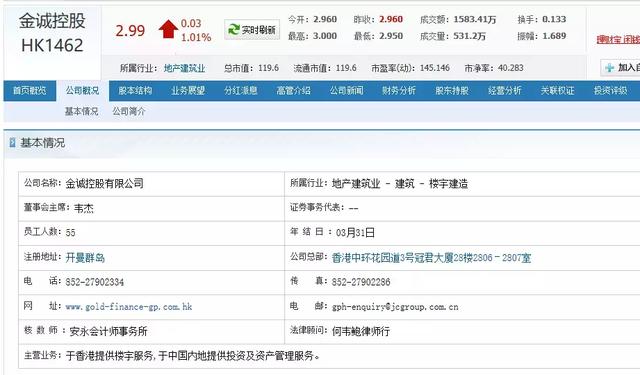 金诚控股
HK1462
2.99 0.03
1.01%
实时刷新
今开：2.960 昨收：2.960 成交额：1583.41万 换手：0.133
最高：3.000 最低：2.950 成交量：531.2万 振幅：1.689
所属行业：地产建筑业 总市值：119.6 流通市值：119.6 市盈率(动)：145.146 市净率：40.283
加入自
首页概览 公司概况 股本结构 业务展望 分红派息 高管介绍 公司新闻 财务分析 股东持股 经营分析 关联权证 投资评级
基本情况 公司简介
基本情况
公司名称：金诚控股有限公司 所属行业：地产建筑业 - 建筑 - 楼宇建造
董事会主席：韦杰 证券事务代表：--
员工人数：55 年 结 日：03月31日
注册地址：开曼群岛 公司总部：香港中环花园道3号冠君大厦28楼2806-2807室
电 话：852-27902334 传 真：852-27902286
网 址：www.gold-finance-gp.com.hk 电 邮：gph-enquiry@jcgroup.com.cn
核 数 师：安永会计师事务所 法律顾问：何韦鲍律师行
主营业务：于香港提供楼宇服务,于中国内地提供投资及资产管理服务。